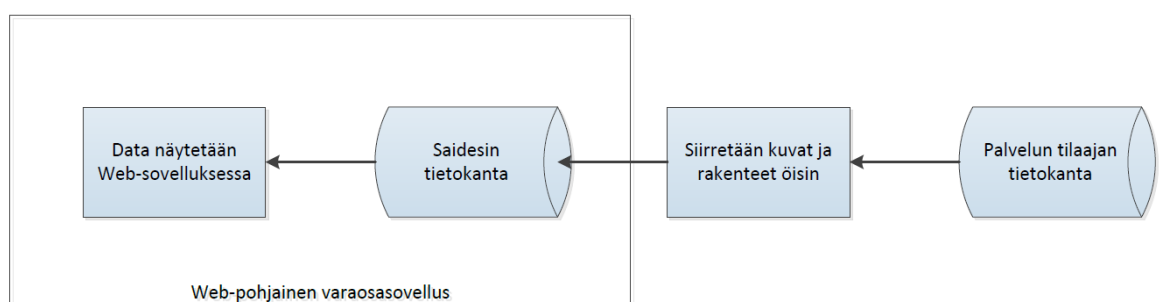 Data näytetään
Web-sovelluksessa
Saidesin
tietokanta
Siirretään kuvat ja
rakenteet öisin
Palvelun tilaajan
tietokanta
Web-pohjainen varaosasovellus